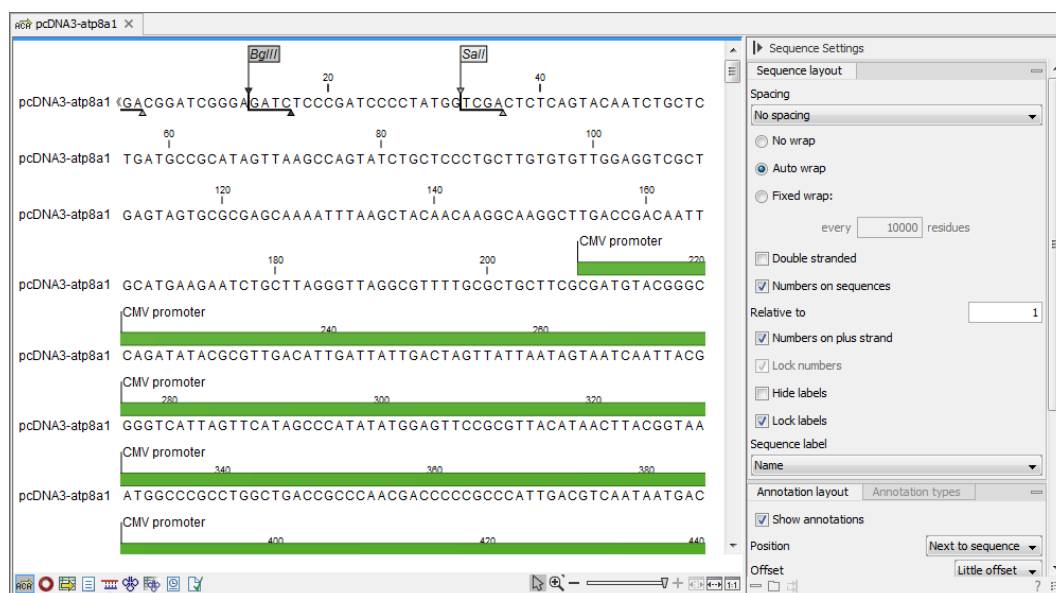 pcDNA3-atp8a1
BglII SalI
20 40
pcDNA3-atp8a1 GACGGATCGGGAGATCTCCCGATCCCCTATGGTCGACTCTCAGTACAATCTGCTC
60 80 100
pcDNA3-atp8a1 TGATGCCGCATAGTTAAGCCAGTATCTGCTCCCTGCTTGTGTGTTGGAGGTCGCT
120 140 160
pcDNA3-atp8a1 GAGTAGTGCGCGAGCAAAATTTAAGCTACAACAAGGCAAGGCTTGACCGACAATT
CMV promoter
180 200 220
pcDNA3-atp8a1 GCATGAAGAATCTGCTTAGGGTTAGGCGTTTTGCGCTGCTTCGCGATGTACGGGC
CMV promoter
240 260
pcDNA3-atp8a1 CAGATATACGCGTTGACATTGATTATTGACTAGTTATTAATAGTAATCAATTACG
CMV promoter
280 300 320
pcDNA3-atp8a1 GGGTCATTAGTTCATAGCCCATATATGGAGTTCCGCGTTACATAACTTACGGTAA
CMV promoter
340 360 380
pcDNA3-atp8a1 ATGGCCCGCCTGGCTGACCGCCCAACGACCCCCGCCCATTGACGTCAATAATGAC
CMV promoter
400 420 440
Sequence Settings
Sequence layout
Spacing
No spacing
No wrap
Auto wrap
Fixed wrap:
every 10000 residues
Double stranded
Numbers on sequences
Relative to 1
Numbers on plus strand
Lock numbers
Hide labels
Lock labels
Sequence label
Name
Annotation layout Annotation types
Show annotations
Position Next to sequence
Offset Little offset
1:1
?